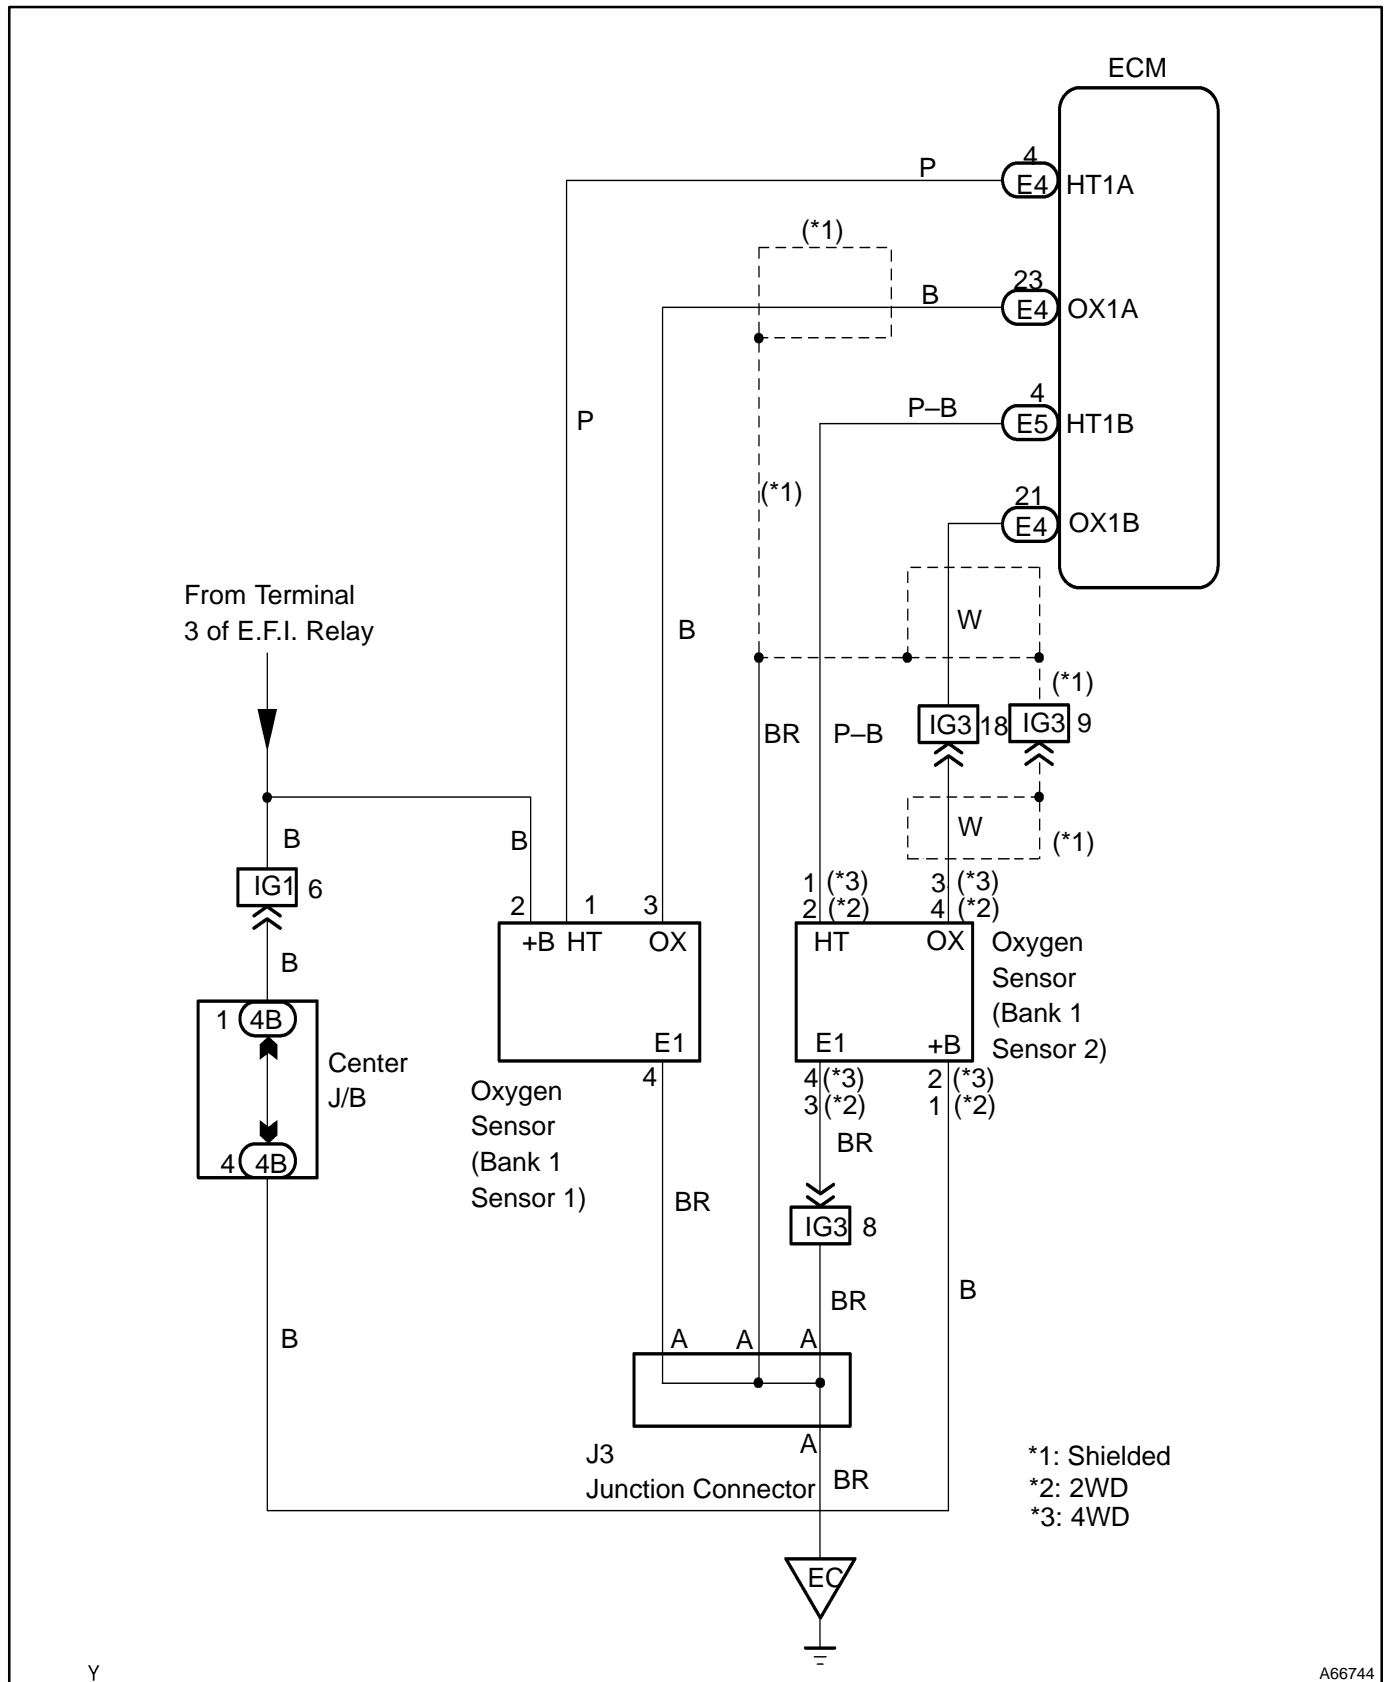 ECM
4
P
E4
HT1A
(*1)
23
B
E4
OX1A
4
P–B
E5
HT1B
P
(*1)
21
E4
OX1B
From Terminal
3 of E.F.I. Relay
W
B
(*1)
BR
P–B
IG3
18
IG3
9
B
B
W
(*1)
IG1
6
1
(*3)
3
(*3)
2
1
3
2
(*2)
4
(*2)
+B
HT
OX
HT
OX
Oxygen
Sensor
(Bank 1
Sensor 2)
B
1
4B
E1
E1
+B
Center
J/B
4
4
(*3)
2
(*3)
3
(*2)
1
(*2)
Oxygen
Sensor
(Bank 1
Sensor 1)
BR
4
4B
BR
IG3
8
B
BR
B
A
A
A
A
J3
Junction Connector
BR
*1: Shielded
*2: 2WD
*3: 4WD
EC
Y
A66744